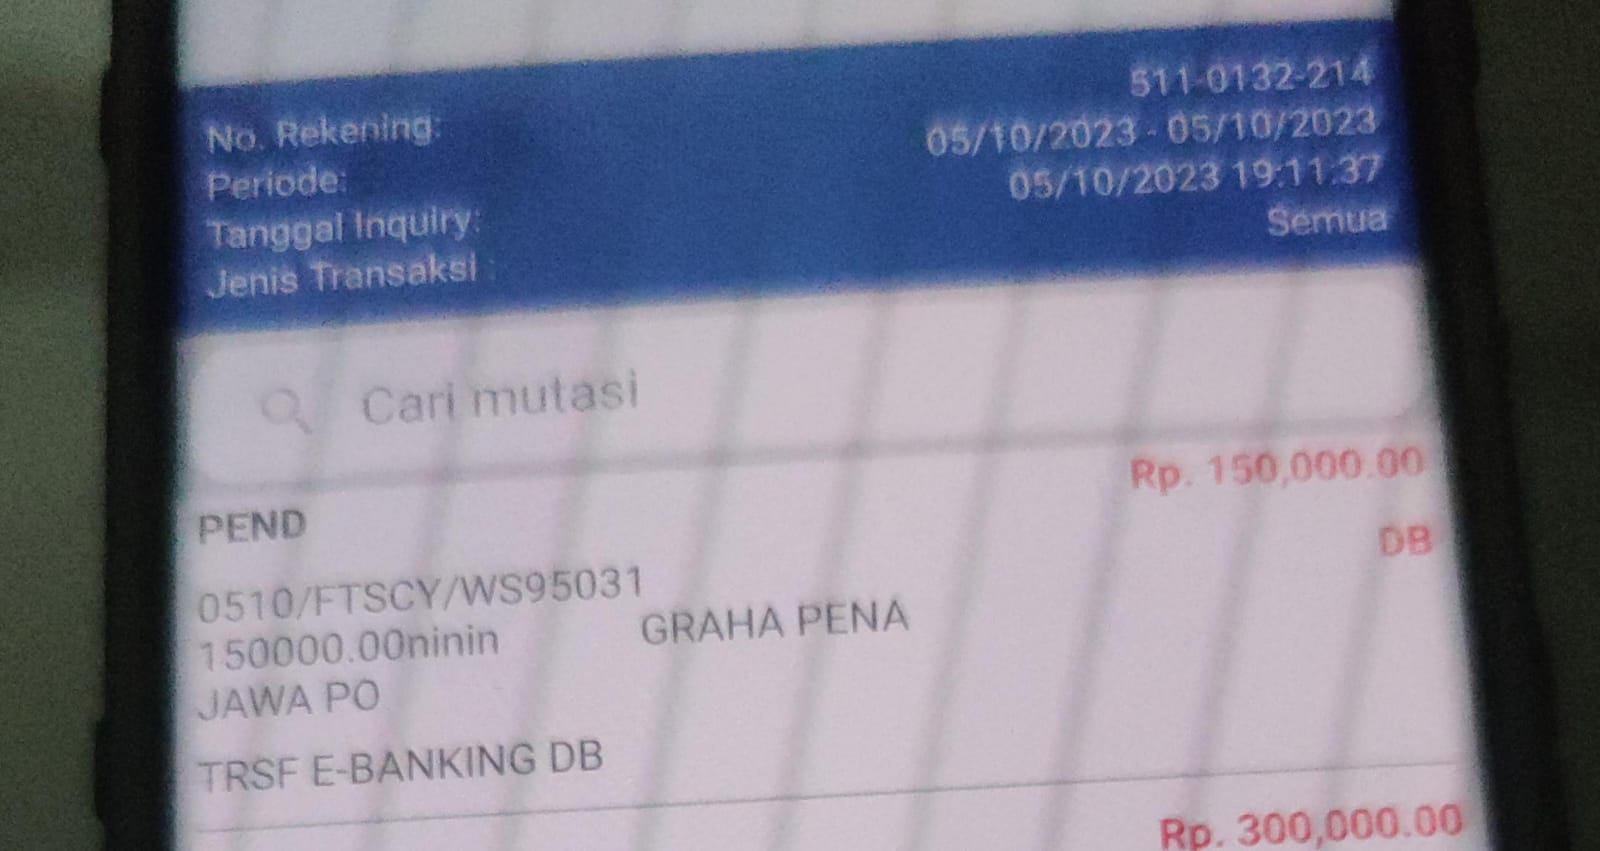 No. Rekening: 511-0132-214
Periode: 05/10/2023 - 05/10/2023
Tanggal Inquiry: 05/10/2023 19:11:37
Jenis Transaksi : Semua
Cari mutasi
PEND Rp. 150,000.00
DB
0510/FTSCY/WS95031
150000.00ninin GRAHA PENA
JAWA PO
TRSF E-BANKING DB
Rp. 300,000.00